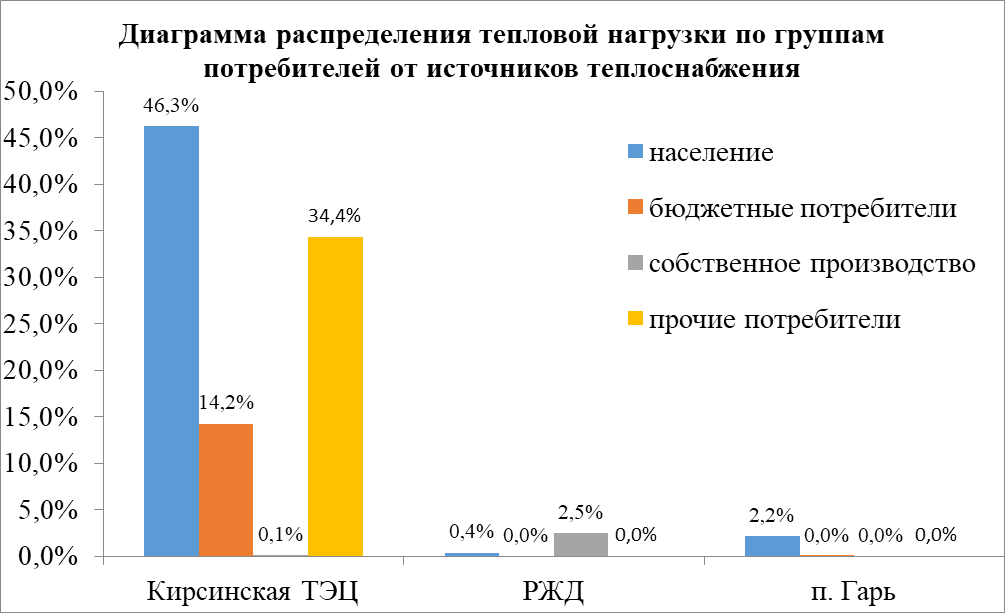 Диаграмма распределения тепловой нагрузки по группам
потребителей от источников теплоснабжения
50,0%
45,0%
40,0%
35,0%
30,0%
25,0%
20,0%
15,0%
10,0%
5,0%
0,0%
46,3%
14,2%
0,1%
34,4%
0,4%
0,0%
2,5%
0,0%
2,2%
0,0%
0,0%
0,0%
население
бюджетные потребители
собственное производство
прочие потребители
Кирсинская ТЭЦ
РЖД
п. Гарь